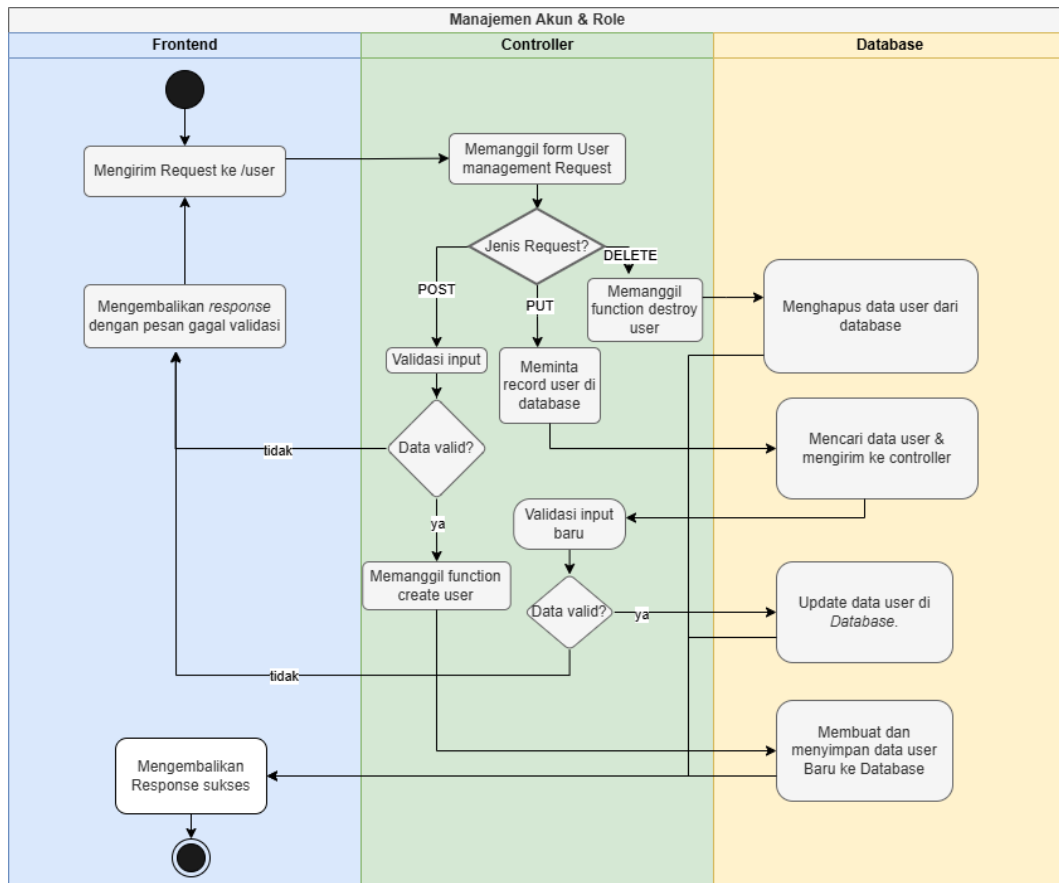 Manajemen Akun & Role
Frontend
Controller
Database
Mengirim Request ke /user
Memanggil form User
management Request
Jenis Request?
DELETE
POST
PUT
Memanggil
function destroy
user
Menghapus data user dari
database
Mengembalikan response
dengan pesan gagal validasi
Validasi input
Meminta
record user di
database
Data valid?
tidak
Mencari data user &
mengirim ke controller
ya
Validasi input
baru
Memanggil function
create user
Data valid?
ya
Update data user di
Database.
tidak
Membuat dan
menyimpan data user
Baru ke Database
Mengembalikan
Response sukses